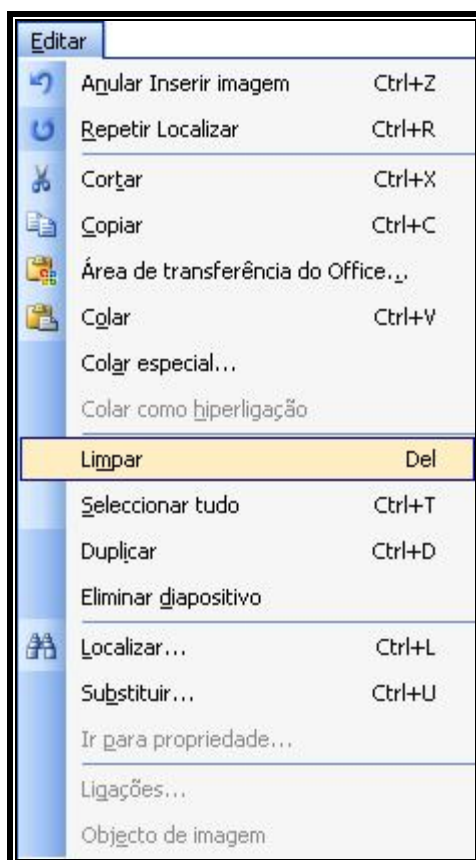 Editar
Anular Inserir imagem Ctrl+Z
Repetir Localizar Ctrl+R
Cortar Ctrl+X
Copiar Ctrl+C
Área de transferência do Office...
Colar Ctrl+V
Colar especial...
Colar como hiperligação
Limpar Del
Seleccionar tudo Ctrl+T
Duplicar Ctrl+D
Eliminar diapositivo
Localizar... Ctrl+L
Substituir... Ctrl+U
Ir para propriedade...
Ligações...
Objecto de imagem